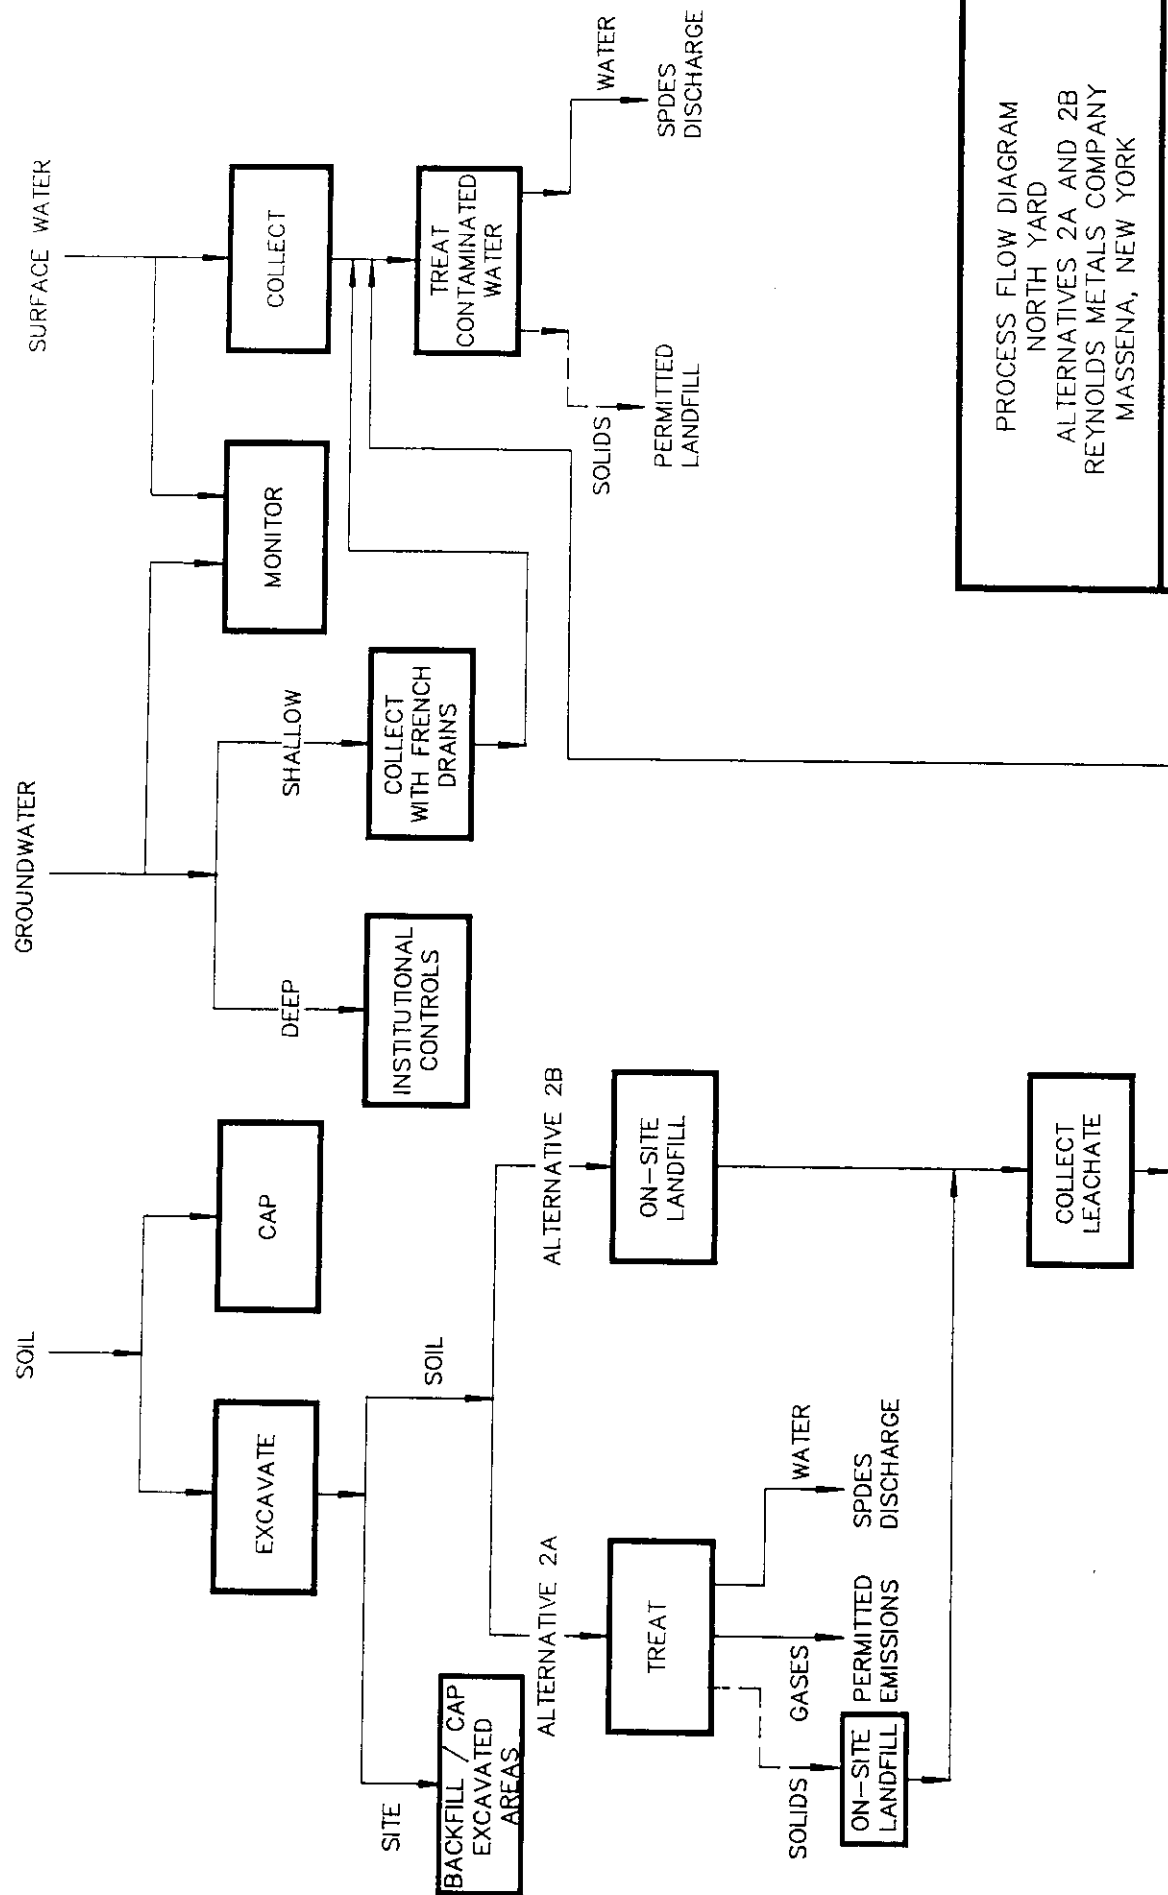 SOIL
GROUNDWATER
SURFACE WATER
EXCAVATE
CAP
MONITOR
COLLECT
DEEP
SHALLOW
INSTITUTIONAL
CONTROLS
COLLECT
WITH FRENCH
DRAINS
TREAT
CONTAMINATED
WATER
SITE
SOIL
BACKFILL / CAP
EXCAVATED
AREAS
SOLIDS
WATER
PERMITTED
LANDFILL
SPDES
DISCHARGE
ALTERNATIVE 2A
ALTERNATIVE 2B
TREAT
ON-SITE
LANDFILL
SOLIDS
GASES
WATER
ON-SITE
LANDFILL
PERMITTED
EMISSIONS
SPDES
DISCHARGE
COLLECT
LEACHATE
PROCESS FLOW DIAGRAM
NORTH YARD
ALTERNATIVES 2A AND 2B
REYNOLDS METALS COMPANY
MASSENA, NEW YORK